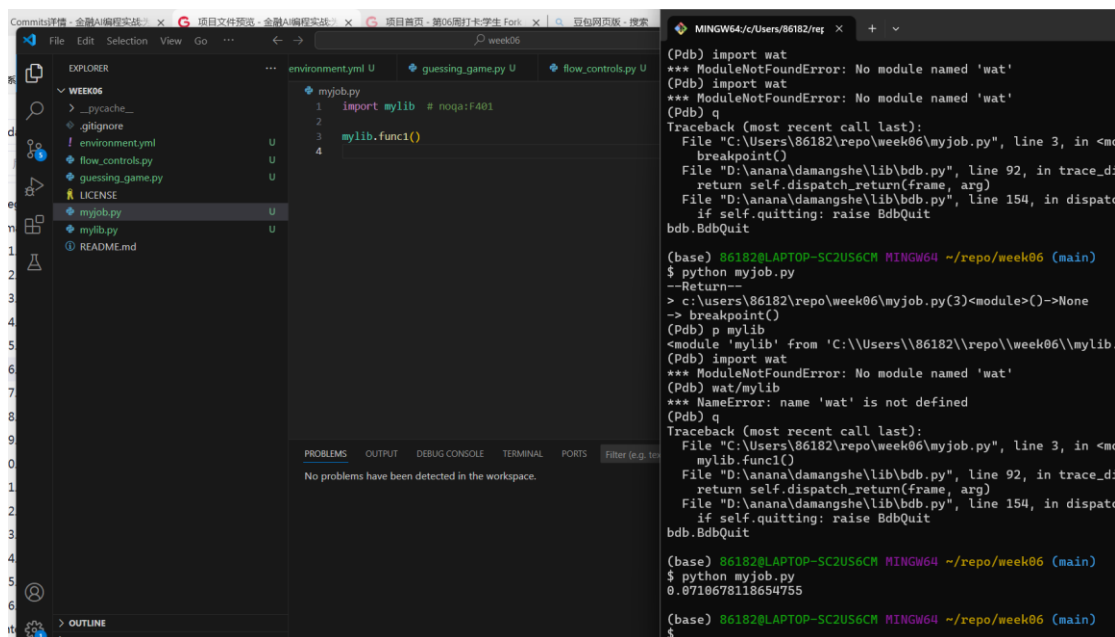 Commits详情 - 金融AI编程实战
项目文件预览 - 金融AI编程实战:
项目首页 - 第06周打卡:学生 Fork
豆包网页版 - 搜索
File Edit Selection View Go ···
week06
EXPLORER ···
WEEK06
__pycache__
.gitignore
environment.yml U
flow_controls.py U
guessing_game.py U
LICENSE
myjob.py U
mylib.py U
README.md
OUTLINE
environment.yml U guessing_game.py U flow_controls.py U
myjob.py
1 import mylib # noqa:F401
2
3 mylib.func1()
4
PROBLEMS OUTPUT DEBUG CONSOLE TERMINAL PORTS Filter (e.g.
No problems have been detected in the workspace.
MINGW64:/c/Users/86182/rep
(Pdb) import wat
*** ModuleNotFoundError: No module named 'wat'
(Pdb) import wat
*** ModuleNotFoundError: No module named 'wat'
(Pdb) q
Traceback (most recent call last):
File "C:\Users\86182\repo\week06\myjob.py", line 3, in <mo
breakpoint()
File "D:\anana\damangshe\lib\bdb.py", line 92, in trace_di
return self.dispatch_return(frame, arg)
File "D:\anana\damangshe\lib\bdb.py", line 154, in dispatc
if self.quitting: raise BdbQuit
bdb.BdbQuit
(base) 86182@LAPTOP-SC2US6CM MINGW64 ~/repo/week06 (main)
$ python myjob.py
--Return--
> c:\users\86182\repo\week06\myjob.py(3)<module>()->None
-> breakpoint()
(Pdb) p mylib
<module 'mylib' from 'C:\\Users\\86182\\repo\\week06\\mylib.
(Pdb) import wat
*** ModuleNotFoundError: No module named 'wat'
(Pdb) wat/mylib
*** NameError: name 'wat' is not defined
(Pdb) q
Traceback (most recent call last):
File "C:\Users\86182\repo\week06\myjob.py", line 3, in <mo
mylib.func1()
File "D:\anana\damangshe\lib\bdb.py", line 92, in trace_di
return self.dispatch_return(frame, arg)
File "D:\anana\damangshe\lib\bdb.py", line 154, in dispatc
if self.quitting: raise BdbQuit
bdb.BdbQuit
(base) 86182@LAPTOP-SC2US6CM MINGW64 ~/repo/week06 (main)
$ python myjob.py
0.0710678118654755
(base) 86182@LAPTOP-SC2US6CM MINGW64 ~/repo/week06 (main)
$